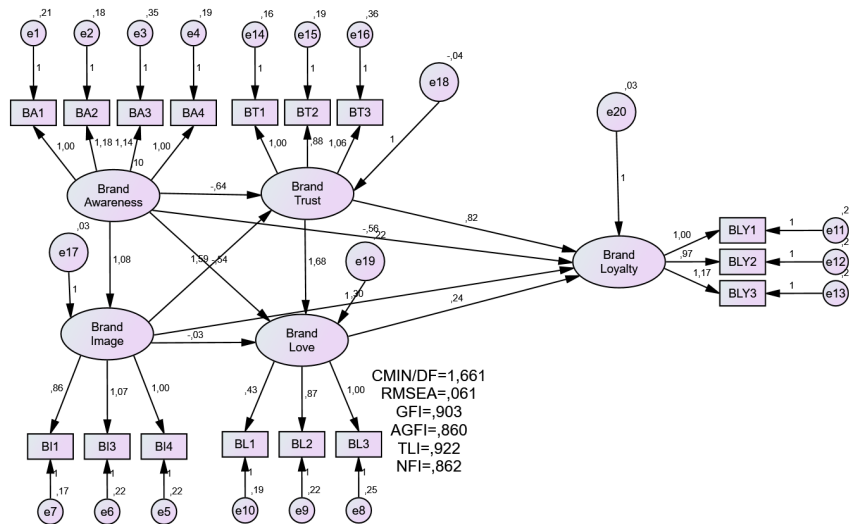 ,21 ,18 ,35 ,19 ,16 ,19 ,36
e1 e2 e3 e4 e14 e15 e16
-,04
e18
,03
e20
1 1 1 1 1 1 1
BA1 BA2 BA3 BA4 BT1 BT2 BT3
1,00 1,18 1,14 1,00 1,00 ,88 1,06 1
,10
Brand
Awareness
-,64
Brand
Trust
1
,03
e17
,82
-,56
,22
e19
1,08
1,59 -,54
1,68
1
Brand
Loyalty
1,00 BLY1 1 e11 ,2
,97 BLY2 1 e12 ,2
1,17 BLY3 1 e13 ,2
1,30
,24
1
Brand
Image
-,03
Brand
Love
,86 1,07 1,00 ,43 ,87 1,00
CMIN/DF=1,661
RMSEA=,061
GFI=,903
AGFI=,860
TLI=,922
NFI=,862
BI1 BI3 BI4 BL1 BL2 BL3
1 1 1 1 1 1
,17 ,22 ,22 ,19 ,22 ,25
e7 e6 e5 e10 e9 e8